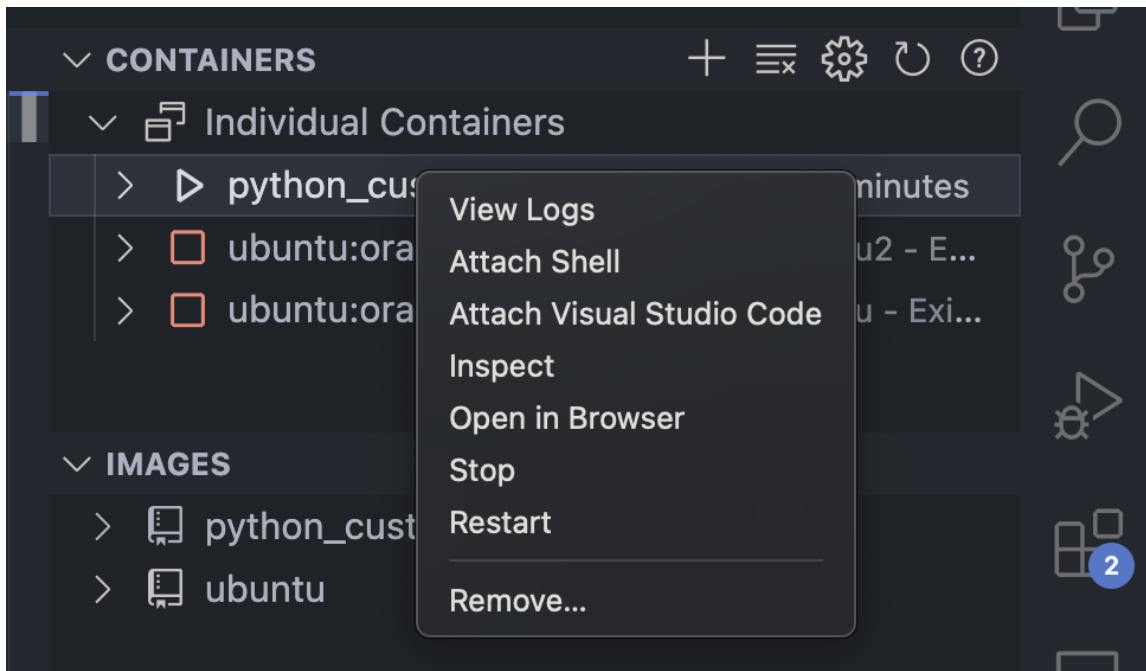 CONTAINERS
Individual Containers
python_cus minutes
ubuntu:ora u2 - E...
ubuntu:ora u - Exi...
View Logs
Attach Shell
Attach Visual Studio Code
Inspect
Open in Browser
Stop
Restart
Remove...
IMAGES
python_cust
ubuntu
2